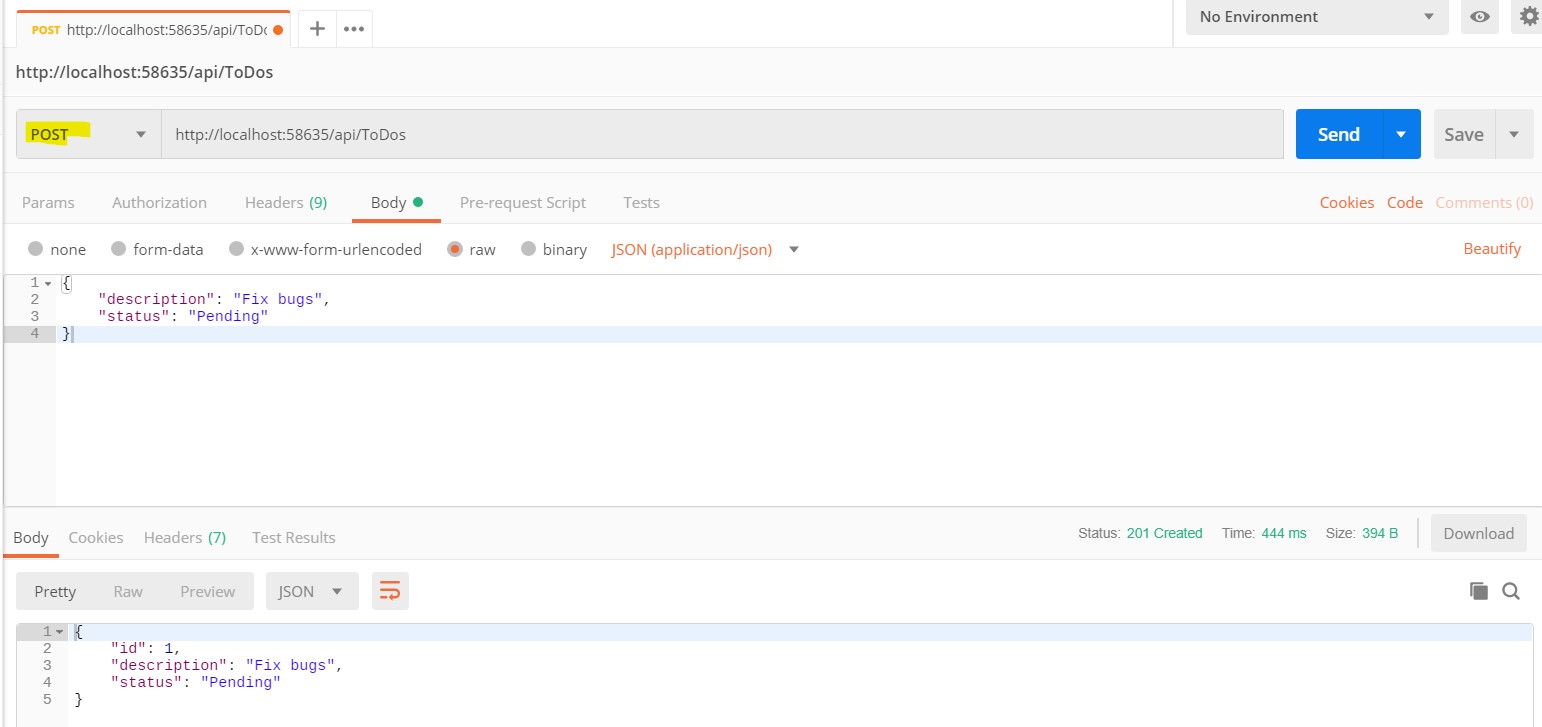 POST http://localhost:58635/api/ToDo
No Environment
http://localhost:58635/api/ToDos
POST http://localhost:58635/api/ToDos Send Save
Params Authorization Headers (9) Body Pre-request Script Tests Cookies Code Comments (0)
none form-data x-www-form-urlencoded raw binary JSON (application/json) Beautify
1 {
2 "description": "Fix bugs",
3 "status": "Pending"
4 }
Body Cookies Headers (7) Test Results Status: 201 Created Time: 444 ms Size: 394 B Download
Pretty Raw Preview JSON
1 {
2 "id": 1,
3 "description": "Fix bugs",
4 "status": "Pending"
5 }